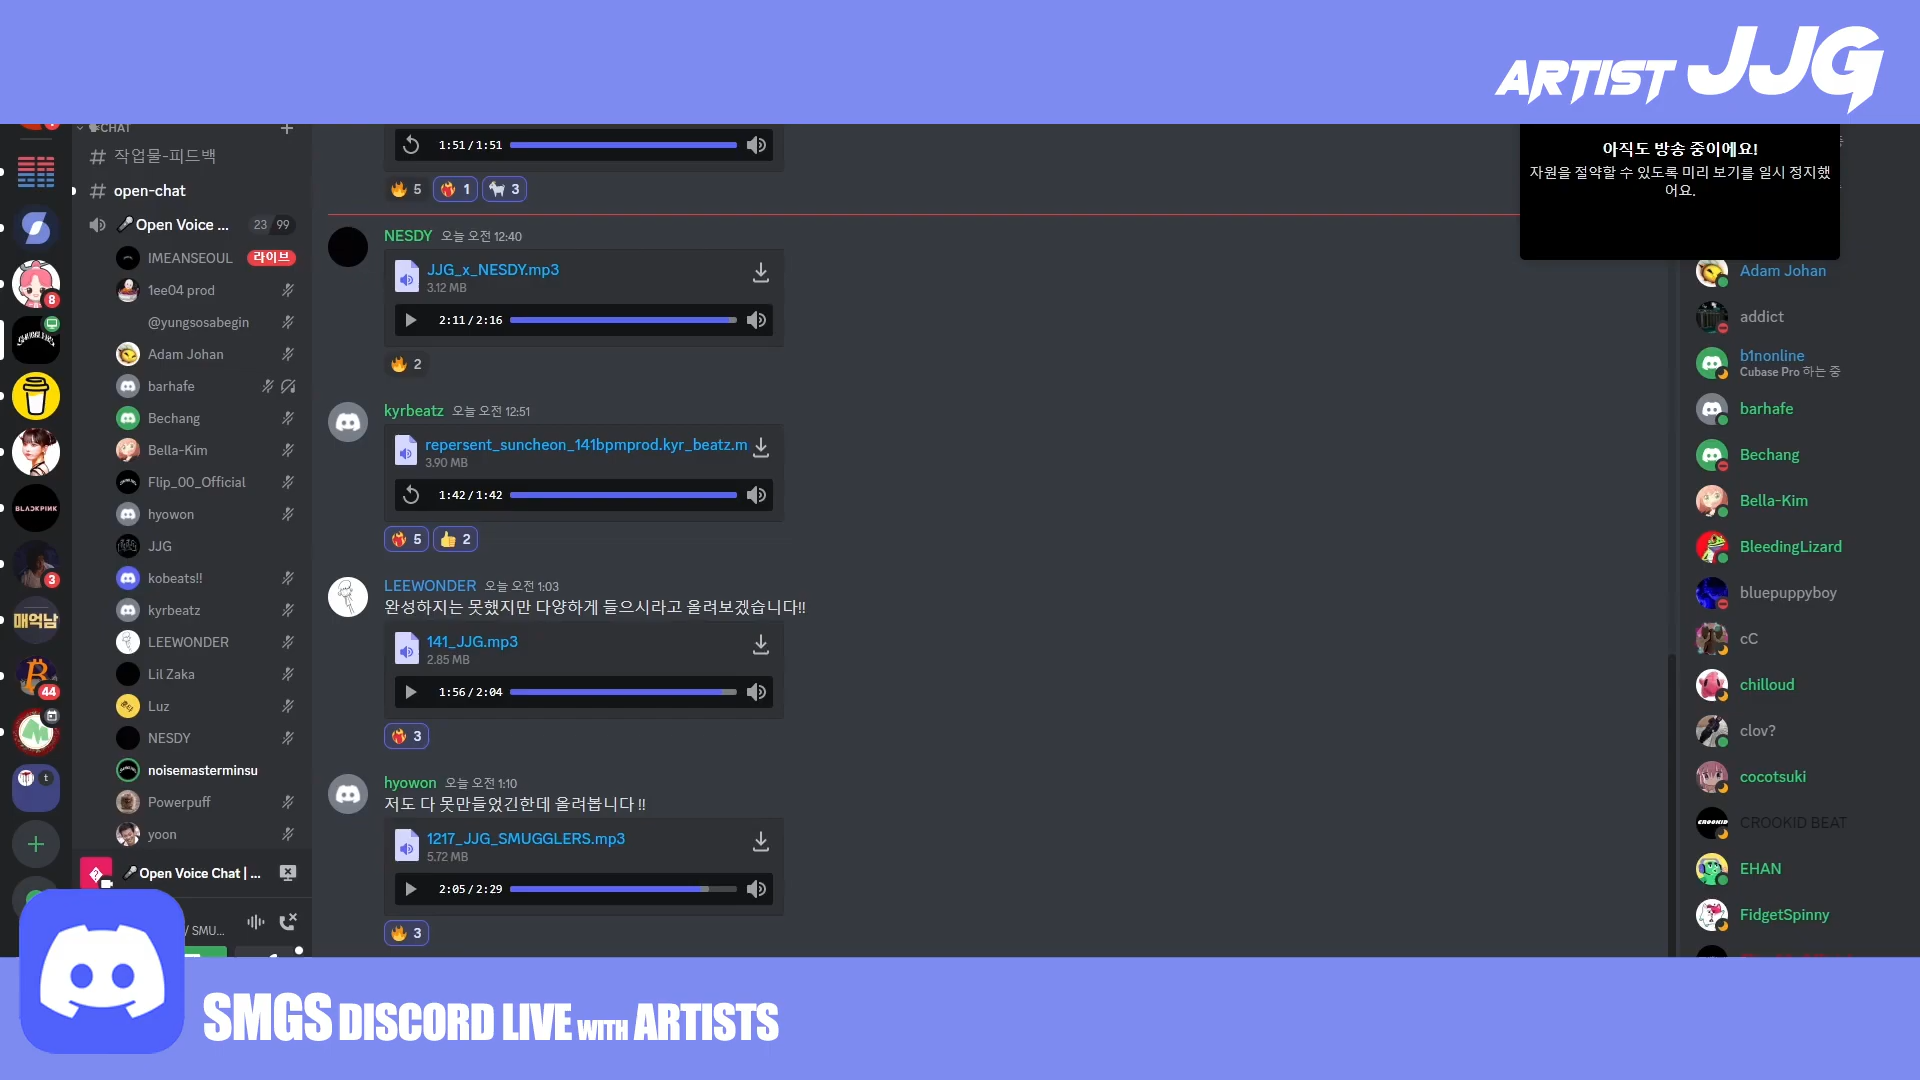 ARTIST JJG
CHAT
# 작업물-피드백
# open-chat
Open Voice ... 23 99
IMEANSEOUL 라이브
1ee04 prod
@yungsosabegin
Adam Johan
barhafe
Bechang
Bella-Kim
Flip_00_Official
hyowon
JJG
kobeats!!
kyrbeatz
LEEWONDER
Lil Zaka
Luz
NESDY
noisemasterminsu
Powerpuff
yoon
Open Voice Chat | ...
/ SMU...
8
BLACKPINK
3
매억남
44
t
1:51/1:51
5 1 3
NESDY 오늘 오전 12:40
JJG_x_NESDY.mp3
3.12 MB
2:11/2:16
2
kyrbeatz 오늘 오전 12:51
repersent_suncheon_141bpmprod.kyr_beatz.m
3.90 MB
1:42/1:42
5 2
LEEWONDER 오늘 오전 1:03
완성하지는 못했지만 다양하게 들으시라고 올려보겠습니다!!
141_JJG.mp3
2.85 MB
1:56/2:04
3
hyowon 오늘 오전 1:10
저도 다 못만들었긴한데 올려봅니다 !!
1217_JJG_SMUGGLERS.mp3
5.72 MB
2:05/2:29
3
아직도 방송 중이에요!
자원을 절약할 수 있도록 미리 보기를 일시 정지했
어요.
Adam Johan
addict
b1nonline
Cubase Pro 하는 중
barhafe
Bechang
Bella-Kim
BleedingLizard
bluepuppyboy
cC
chilloud
clov?
cocotsuki
CROOKID BEAT
EHAN
FidgetSpinny
SMGS DISCORD LIVE WITH ARTISTS